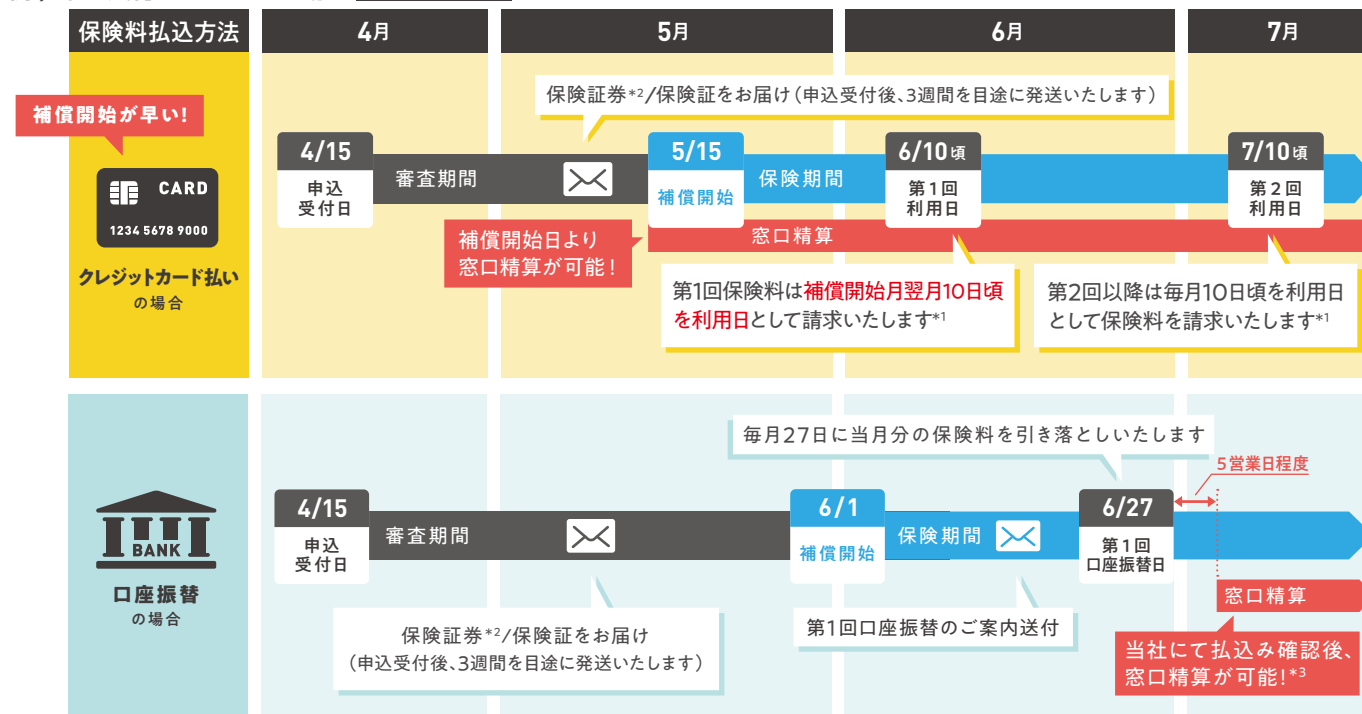 保険料払込方法
4月
5月
6月
7月
補償開始が早い!
CARD
1234 5678 9000
クレジットカード払い
の場合
保険証券*2/保険証をお届け(申込受付後、3週間を目途に発送いたします)
4/15
申込
受付日
審査期間
5/15
補償開始
保険期間
6/10頃
第1回
利用日
7/10頃
第2回
利用日
補償開始日より
窓口精算が可能!
窓口精算
第1回保険料は補償開始月翌月10日頃
を利用日として請求いたします*1
第2回以降は毎月10日頃を利用日
として保険料を請求いたします*1
BANK
口座振替
の場合
毎月27日に当月分の保険料を引き落としいたします
5営業日程度
4/15
申込
受付日
審査期間
6/1
補償開始
保険期間
6/27
第1回
口座振替日
窓口精算
保険証券*2/保険証をお届け
(申込受付後、3週間を目途に発送いたします)
第1回口座振替のご案内送付
当社にて払込み確認後、
窓口精算が可能!*3